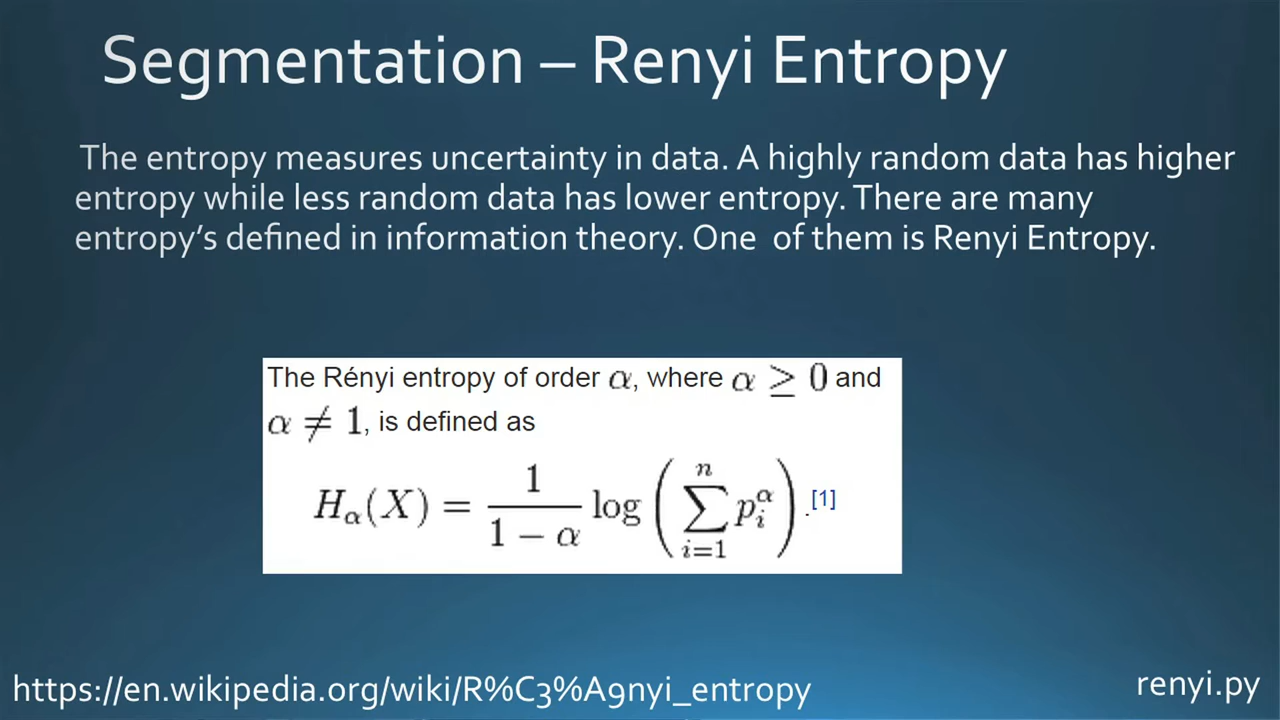 Segmentation – Renyi Entropy
The entropy measures uncertainty in data. A highly random data has higher
entropy while less random data has lower entropy. There are many
entropy’s defined in information theory. One  of them is Renyi Entropy.
The Rényi entropy of order α, where α ≥ 0 and
α ≠ 1, is defined as
H_α(X) = \frac{1}{1 − α} log ( \sum_{i=1}^{n} p_i^α ) .[1]
https://en.wikipedia.org/wiki/R%C3%A9nyi_entropy
renyi.py